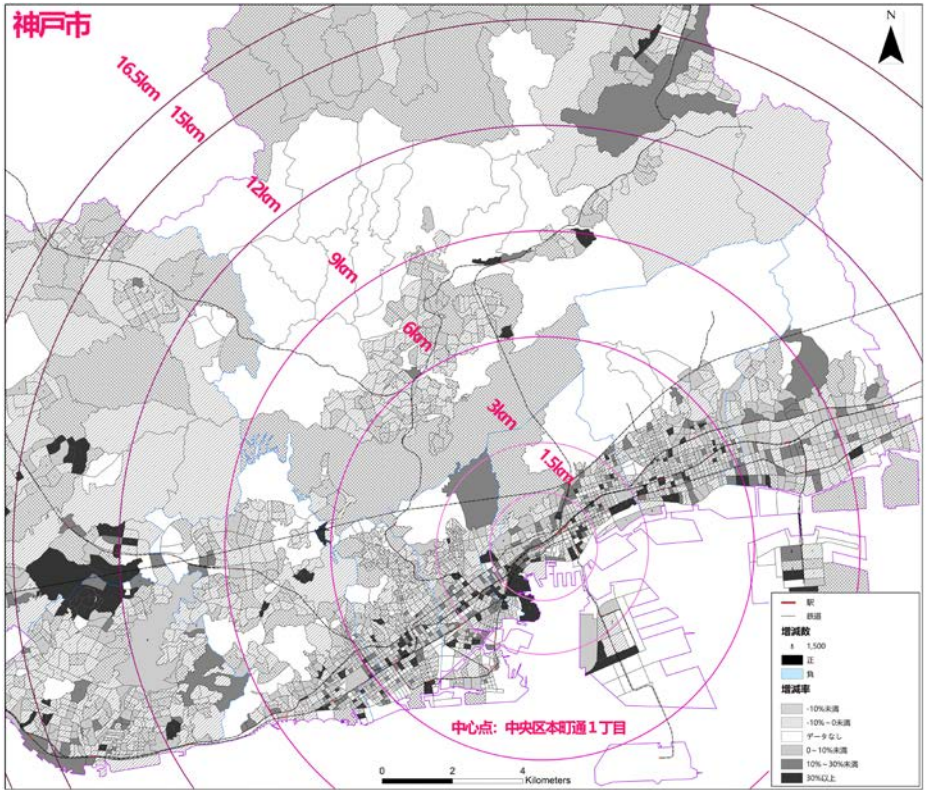 神戸市
N
16.5km
15km
12km
9km
6km
3km
1.5km
中心点: 中央区本町通1丁目
0 2 4
Kilometers
駅
鉄道
増減数
1,500
正
負
増減率
-10%未満
-10%~0未満
データなし
0~10%未満
10%~30%未満
30%以上